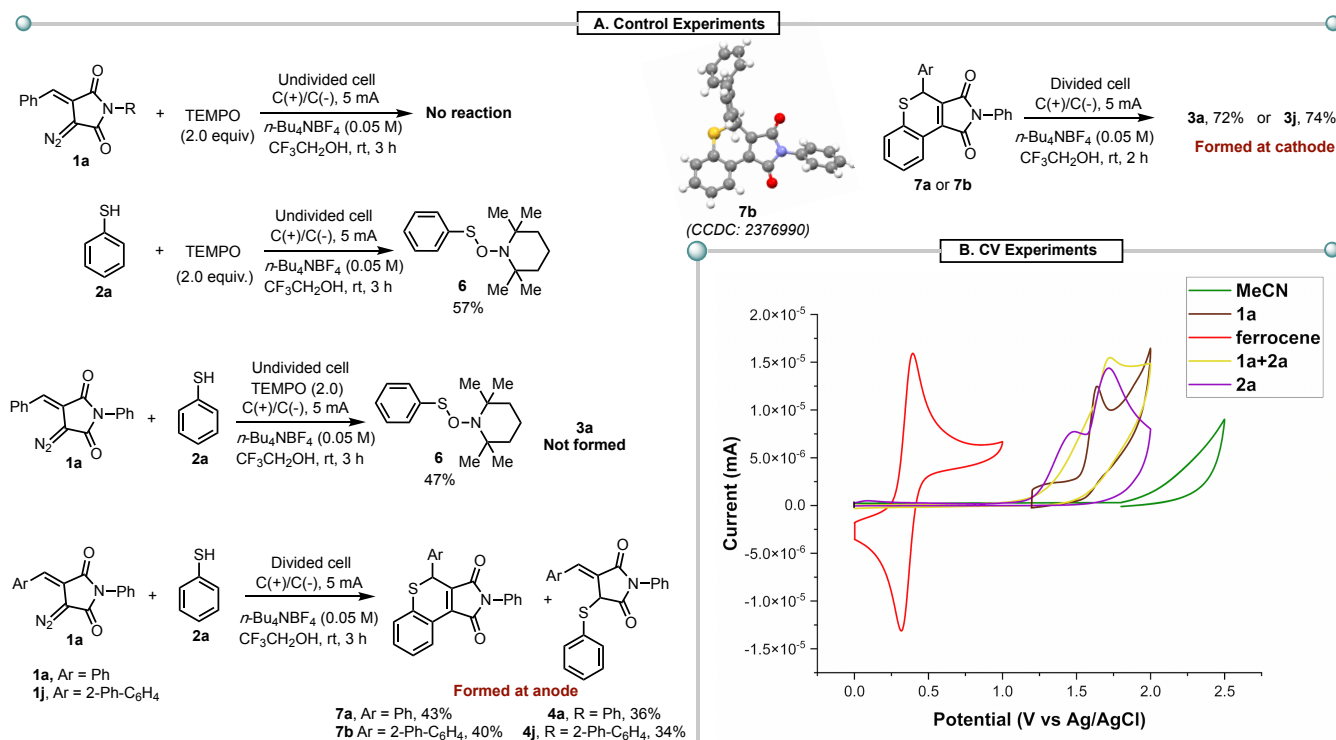 A. Control Experiments
O
Ph
N−R
N2
O
1a
+
TEMPO
(2.0 equiv)
Undivided cell
C(+)/C(-), 5 mA
n-Bu4NBF4 (0.05 M)
CF3CH2OH, rt, 3 h
No reaction
SH
2a
+
TEMPO
(2.0 equiv.)
Undivided cell
C(+)/C(-), 5 mA
n-Bu4NBF4 (0.05 M)
CF3CH2OH, rt, 3 h
Me Me
S
O
N
Me Me
6
57%
O
Ph
N−Ph
N2
O
1a
+
SH
2a
Undivided cell
TEMPO (2.0)
C(+)/C(-), 5 mA
n-Bu4NBF4 (0.05 M)
CF3CH2OH, rt, 3 h
Me Me
S
O
N
Me Me
6
47%
3a
Not formed
O
Ar
N−Ph
N2
O
1a
+
SH
2a
1a, Ar = Ph
1j, Ar = 2-Ph-C6H4
Divided cell
C(+)/C(-), 5 mA
n-Bu4NBF4 (0.05 M)
CF3CH2OH, rt, 3 h
Ar
O
S
N−Ph
O
+
O
Ar
N−Ph
S
O
Formed at anode
7a, Ar = Ph, 43%
7b Ar = 2-Ph-C6H4, 40%
4a, R = Ph, 36%
4j, R = 2-Ph-C6H4, 34%
7b
(CCDC: 2376990)
Ar
O
S
N−Ph
O
7a or 7b
Divided cell
C(+)/C(-), 5 mA
n-Bu4NBF4 (0.05 M)
CF3CH2OH, rt, 2 h
3a, 72% or 3j, 74%
Formed at cathode
B. CV Experiments
MeCN
1a
ferrocene
1a+2a
2a
Current (mA)
2.0×10-5
1.5×10-5
1.0×10-5
5.0×10-6
0.0
-5.0×10-6
-1.0×10-5
-1.5×10-5
0.0 0.5 1.0 1.5 2.0 2.5
Potential (V vs Ag/AgCl)